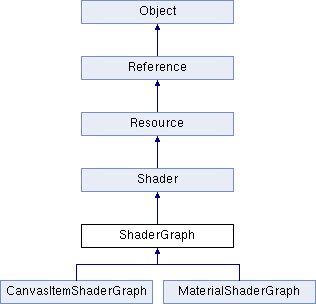 Object
Reference
Resource
Shader
ShaderGraph
CanvasItemShaderGraph
MaterialShaderGraph